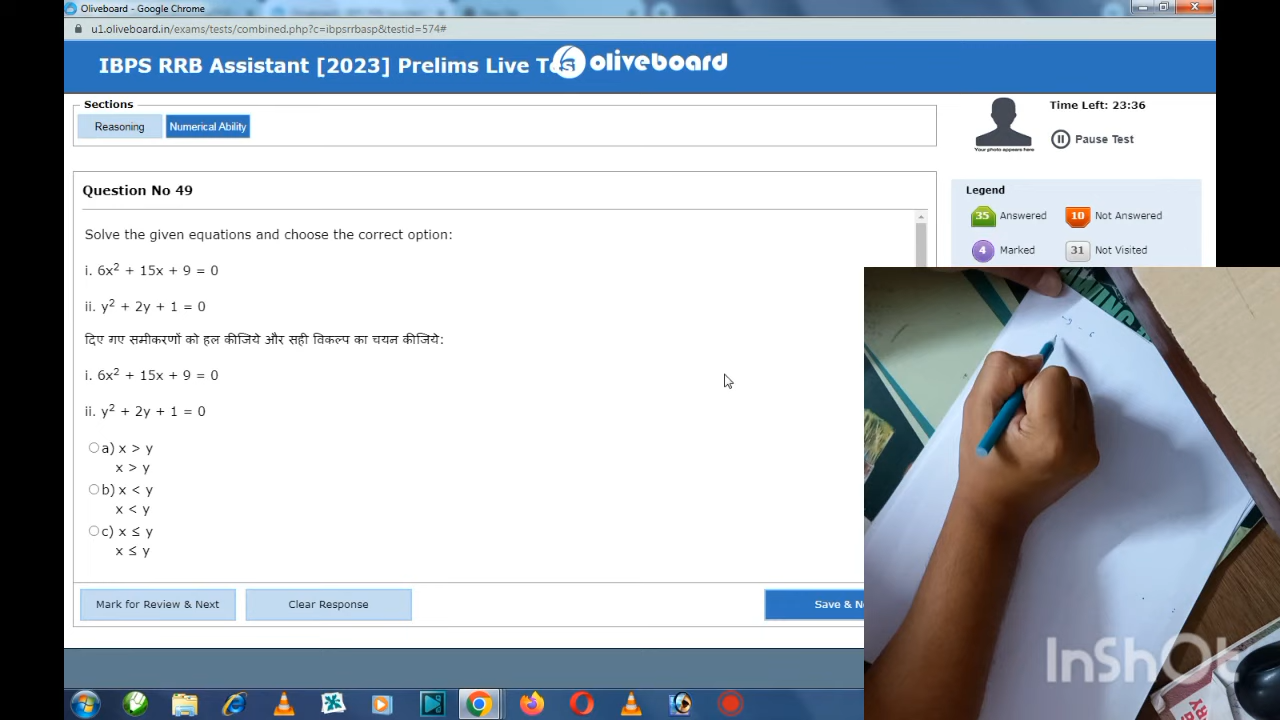 Oliveboard - Google Chrome
u1.oliveboard.in/exams/tests/combined.php?c=ibpsrrbasp&testid=574#
IBPS RRB Assistant [2023] Prelims Live
oliveboard
Sections
Reasoning
Numerical Ability
Time Left: 23:36
Your photo appears here
Pause Test
Question No 49
Legend
35 Answered
10 Not Answered
4 Marked
31 Not Visited
Solve the given equations and choose the correct option:
i. 6x² + 15x + 9 = 0
ii. y² + 2y + 1 = 0
दिए गए समीकरणों को हल कीजिये और सही विकल्प का चयन कीजिये:
i. 6x² + 15x + 9 = 0
ii. y² + 2y + 1 = 0
a) x > y
x > y
b) x < y
x < y
c) x ≤ y
x ≤ y
Mark for Review & Next
Clear Response
Save &
InShOt